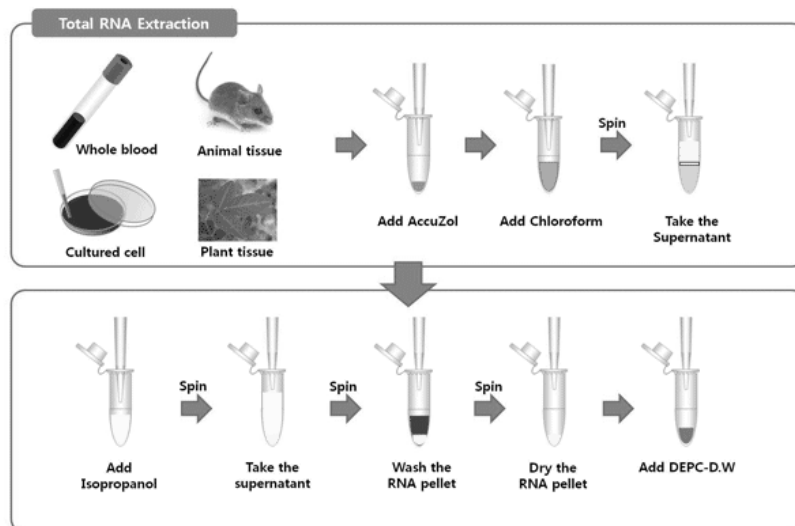 Total RNA Extraction
Whole blood
Animal tissue
Cultured cell
Plant tissue
Add AccuZol
Add Chloroform
Spin
Take the
Supernatant
Add
Isopropanol
Spin
Take the
supernatant
Spin
Wash the
RNA pellet
Spin
Dry the
RNA pellet
Add DEPC-D.W